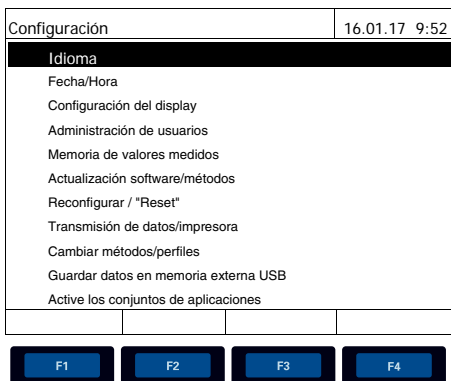 Configuración 16.01.17 9:52
Idioma
Fecha/Hora
Configuración del display
Administración de usuarios
Memoria de valores medidos
Actualización software/métodos
Reconfigurar / "Reset"
Transmisión de datos/impresora
Cambiar métodos/perfiles
Guardar datos en memoria externa USB
Active los conjuntos de aplicaciones
F1 F2 F3 F4